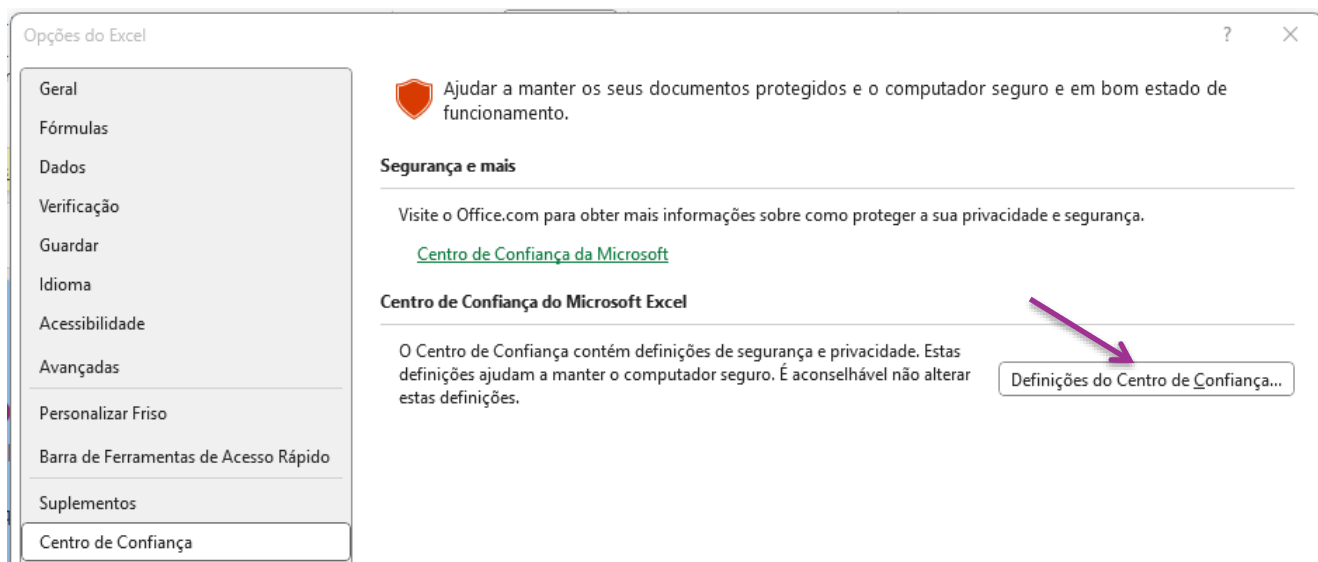 Opções do Excel
?
Geral
Fórmulas
Dados
Verificação
Guardar
Idioma
Acessibilidade
Avançadas
Personalizar Friso
Barra de Ferramentas de Acesso Rápido
Suplementos
Centro de Confiança
Ajudar a manter os seus documentos protegidos e o computador seguro e em bom estado de
funcionamento.
Segurança e mais
Visite o Office.com para obter mais informações sobre como proteger a sua privacidade e segurança.
Centro de Confiança da Microsoft
Centro de Confiança do Microsoft Excel
O Centro de Confiança contém definições de segurança e privacidade. Estas
definições ajudam a manter o computador seguro. É aconselhável não alterar
estas definições.
Definições do Centro de Confiança...